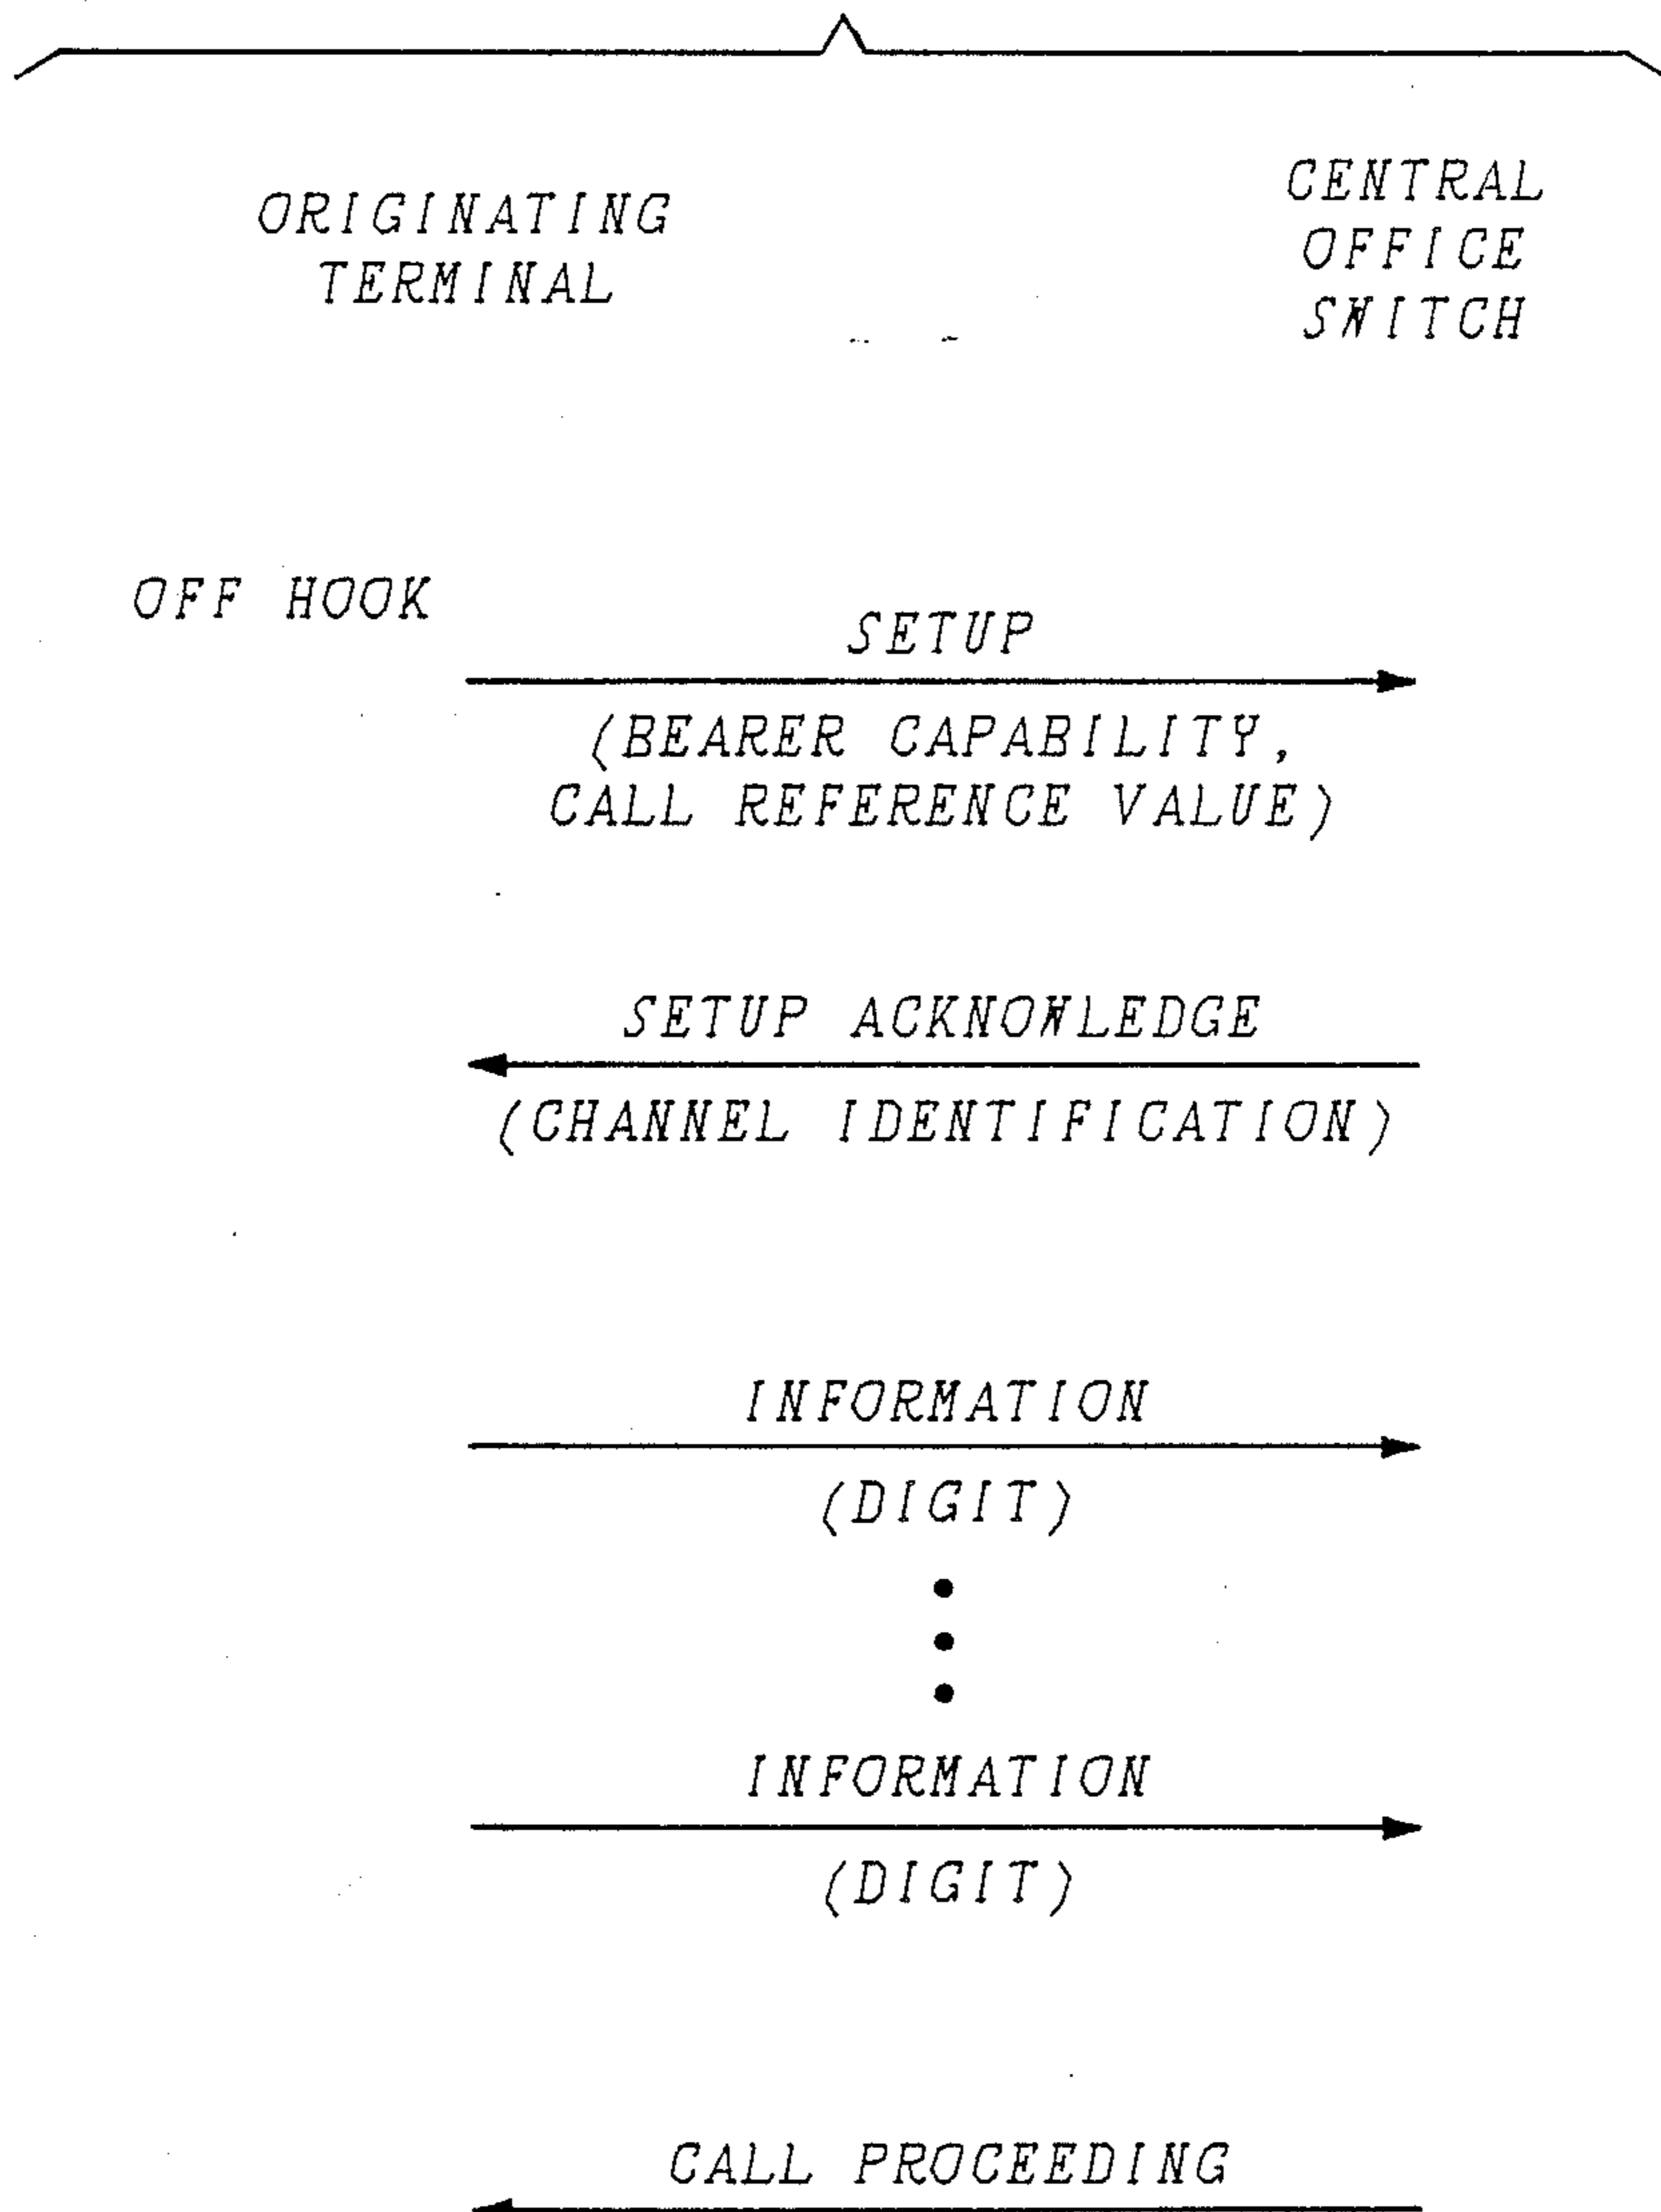 ORIGINATING
TERMINAL
CENTRAL
OFFICE
SWITCH
OFF HOOK
SETUP
(BEARER CAPABILITY,
CALL REFERENCE VALUE)
SETUP ACKNOWLEDGE
(CHANNEL IDENTIFICATION)
INFORMATION
(DIGIT)
INFORMATION
(DIGIT)
CALL PROCEEDING